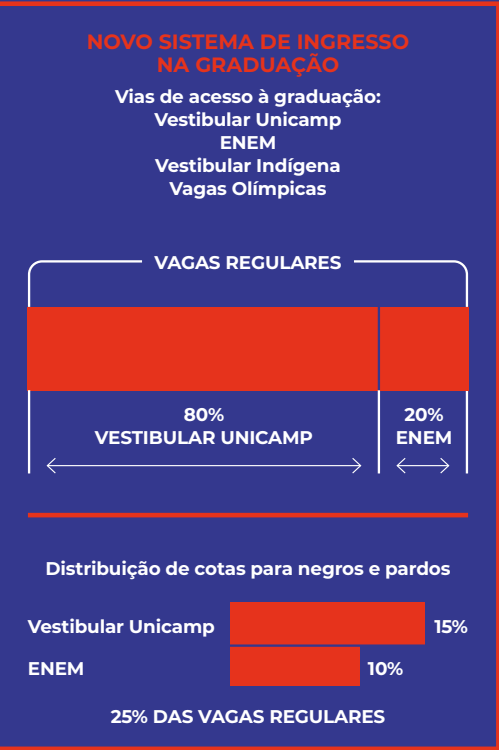 NOVO SISTEMA DE INGRESSO
NA GRADUAÇÃO
Vias de acesso à graduação:
Vestibular Unicamp
ENEM
Vestibular Indígena
Vagas Olímpicas
VAGAS REGULARES
80%
VESTIBULAR UNICAMP
20%
ENEM
Distribuição de cotas para negros e pardos
Vestibular Unicamp 15%
ENEM 10%
25% DAS VAGAS REGULARES